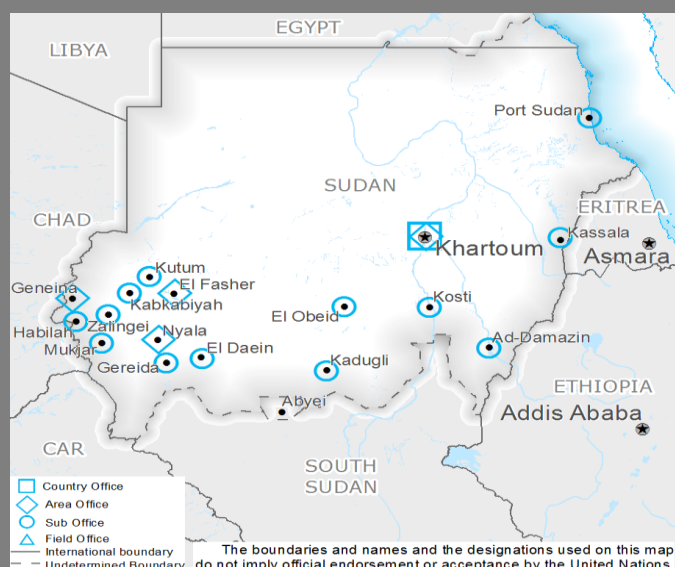 EGYPT
LIBYA
Port Sudan
SUDAN
ERITREA
CHAD
Kassala
Khartoum
Asmara
Kutum
Geneina
El Fasher
Kabkabiyah
Kosti
El Obeid
Habilah
Zalingei
Nyala
Ad-Damazin
Mukjar
El Daein
Kadugli
Gereida
ETHIOPIA
Abyei
Addis Ababa
CAR
SOUTH
SUDAN
Country Office
Area Office
Sub Office
Field Office
International boundary
Undetermined Boundary
The boundaries and names and the designations used on this map
do not imply official endorsement or acceptance by the United Nations.